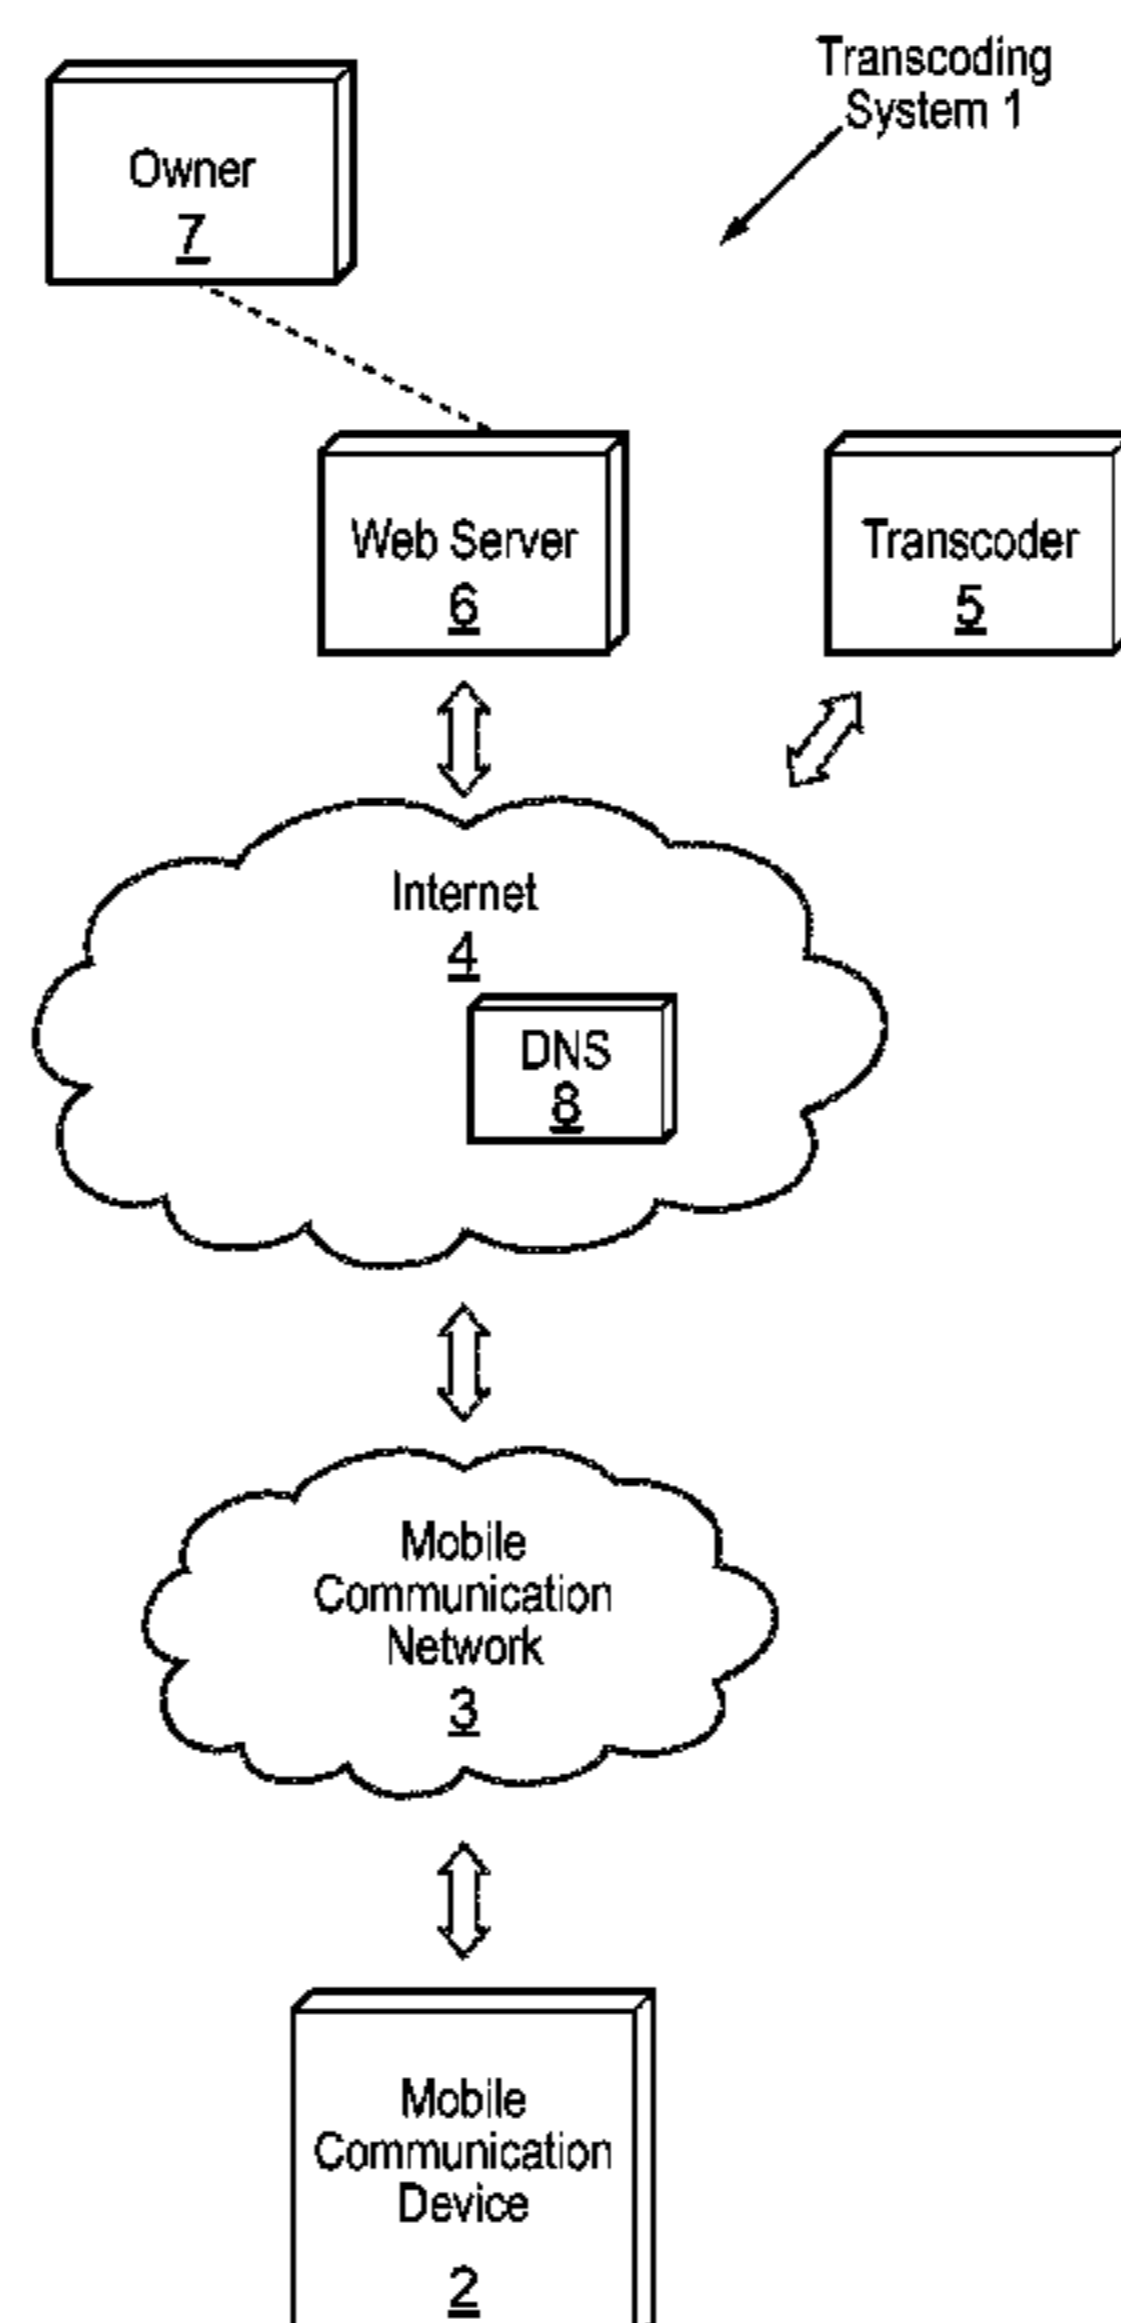 Transcoding
System 1
Owner
7
Web Server
6
Transcoder
5
Internet
4
DNS
8
Mobile
Communication
Network
3
Mobile
Communication
Device
2